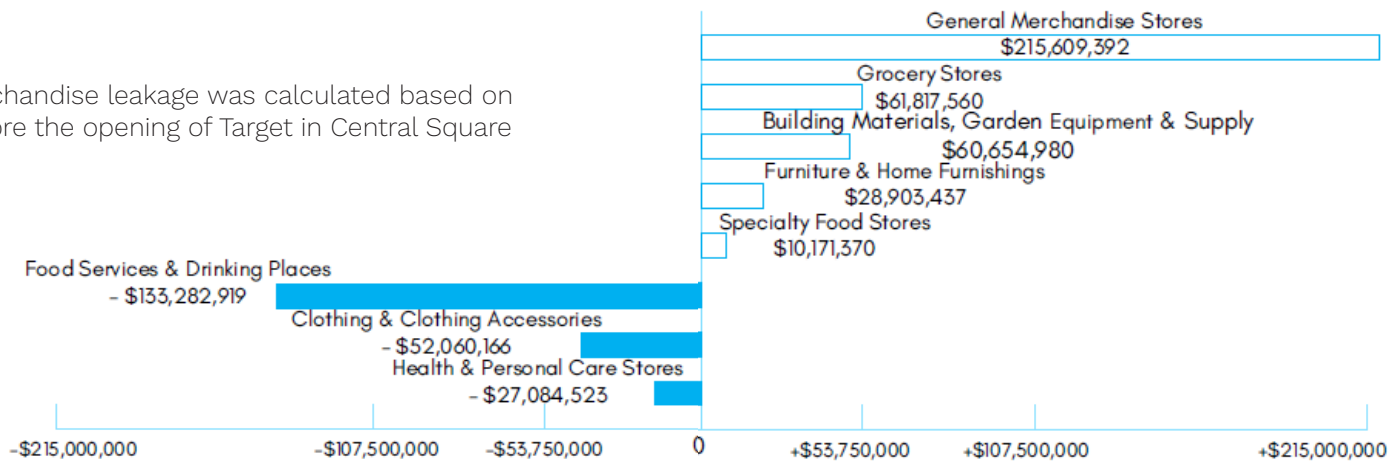 General Merchandise Stores
$215,609,392
chandise leakage was calculated based on
ore the opening of Target in Central Square
Grocery Stores
$61,817,560
Building Materials, Garden Equipment & Supply
$60,654,980
Furniture & Home Furnishings
$28,903,437
Specialty Food Stores
$10,171,370
Food Services & Drinking Places
- $133,282,919
Clothing & Clothing Accessories
- $52,060,166
Health & Personal Care Stores
- $27,084,523
-$215,000,000 -$107,500,000 -$53,750,000 0 +$53,750,000 +$107,500,000 +$215,000,000